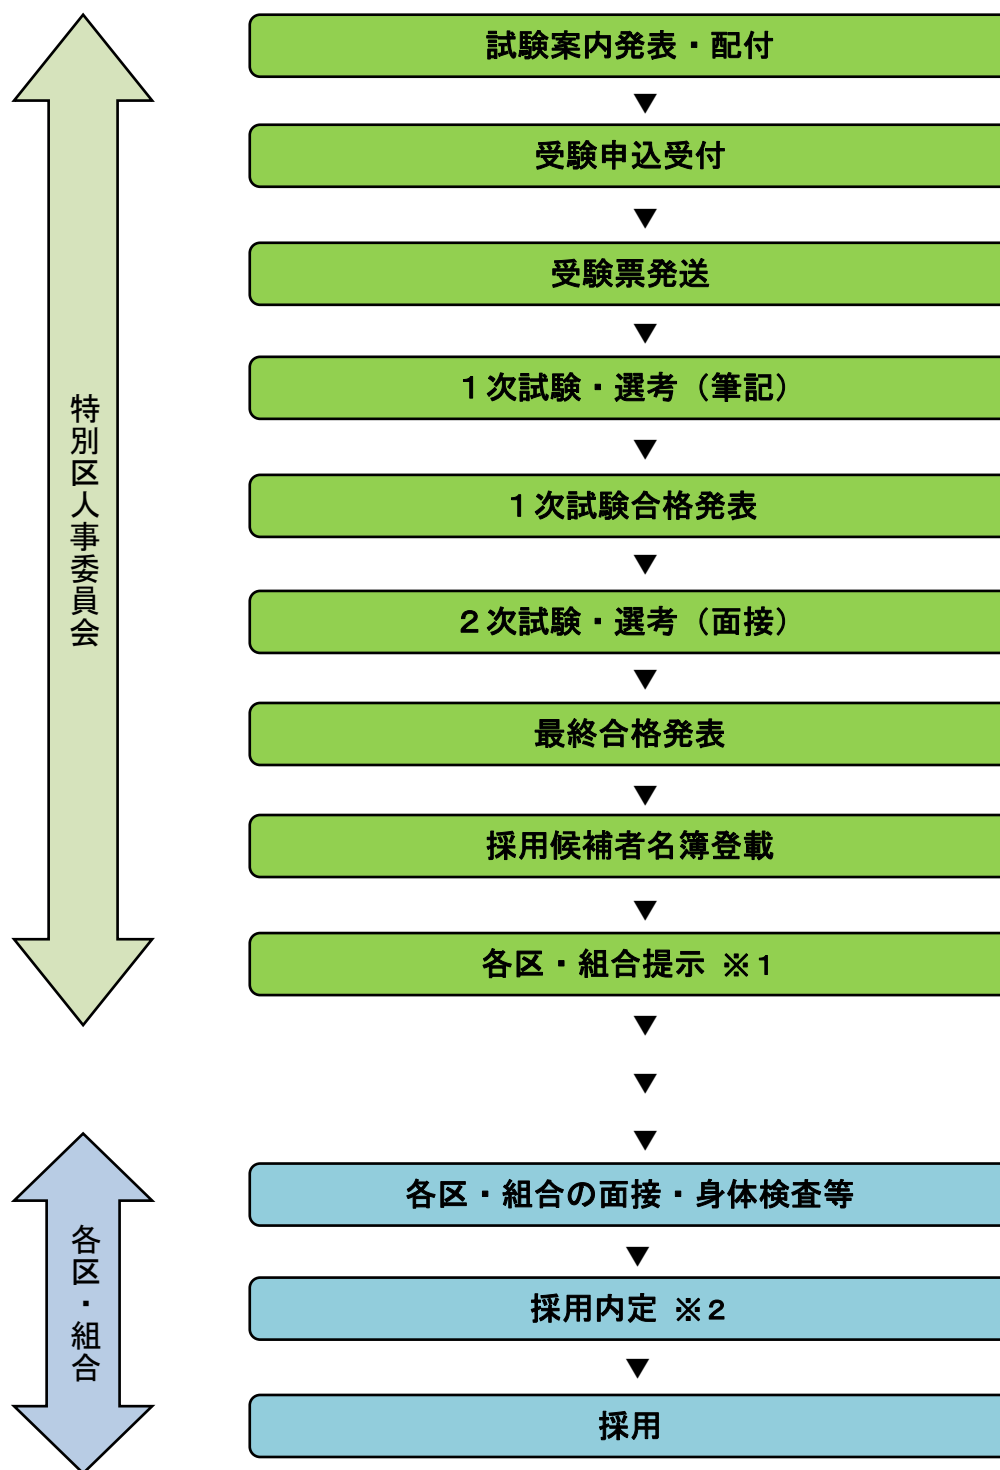 試験案内発表・配付
▼
受験申込受付
▼
受験票発送
▼
１次試験・選考（筆記）
▼
１次試験合格発表
▼
２次試験・選考（面接）
▼
最終合格発表
▼
採用候補者名簿登載
▼
各区・組合提示 ※１
▼
▼
▼
特別区人事委員会
各区・組合の面接・身体検査等
▼
採用内定 ※２
▼
採用
各区・組合